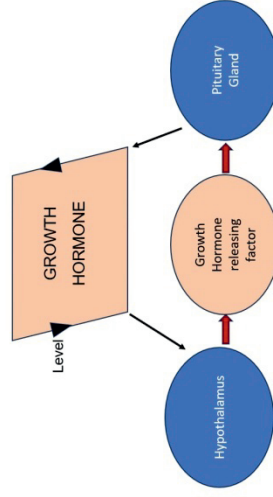 Level
GROWTH
HORMONE
Hypothalamus
Growth
Hormone
releasing
factor
Pituitary
Gland